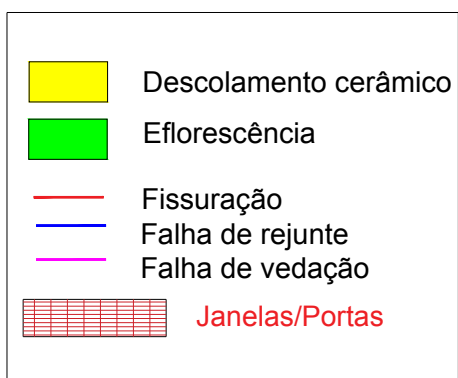 Descolamento cerâmico
Eflorescência
Fissuração
Falha de rejunte
Falha de vedação
Janelas/Portas